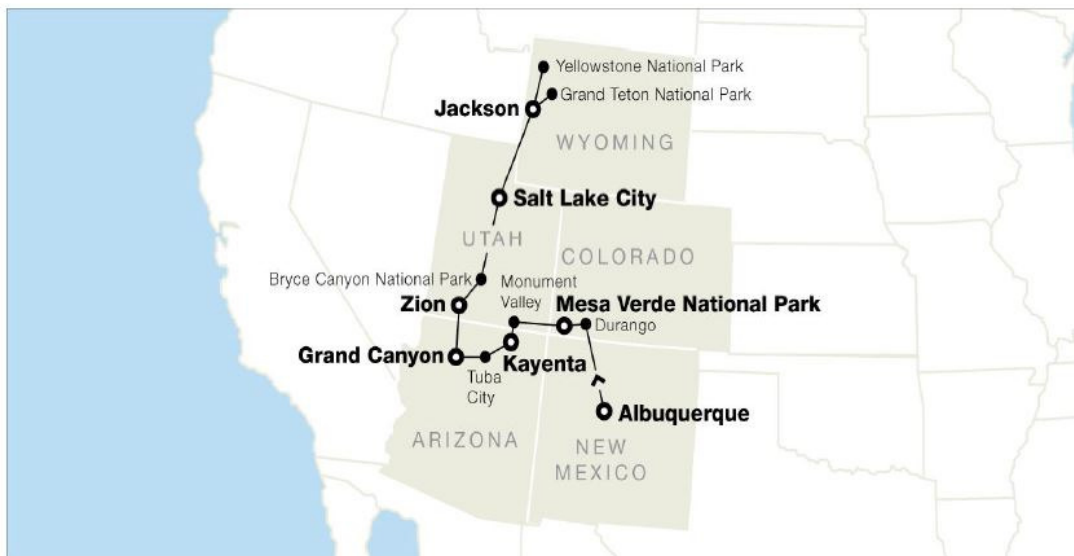 Yellowstone National Park
Grand Teton National Park
Jackson
WYOMING
Salt Lake City
UTAH
COLORADO
Bryce Canyon National Park
Monument
Valley
Zion
Mesa Verde National Park
Durango
Grand Canyon
Kayenta
Tuba
City
Albuquerque
ARIZONA
NEW
MEXICO